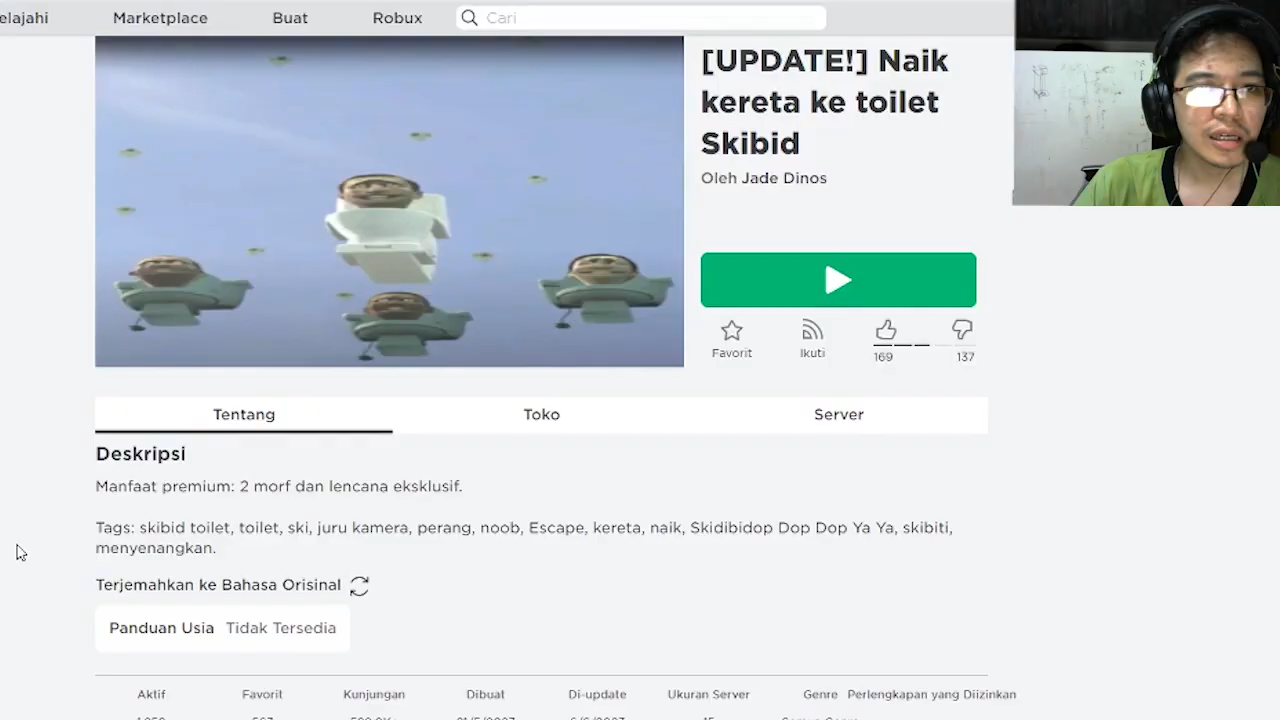 elajahi Marketplace Buat Robux Cari
[UPDATE!] Naik
kereta ke toilet
Skibid
Oleh Jade Dinos
Favorit Ikuti 169 137
Tentang Toko Server
Deskripsi
Manfaat premium: 2 morf dan lencana eksklusif.
Tags: skibid toilet, toilet, ski, juru kamera, perang, noob, Escape, kereta, naik, Skidibidop Dop Dop Ya Ya, skibiti,
menyenangkan.
Terjemahkan ke Bahasa Orisinal
Panduan Usia Tidak Tersedia
Aktif Favorit Kunjungan Dibuat Di-update Ukuran Server Genre Perlengkapan yang Diizinkan